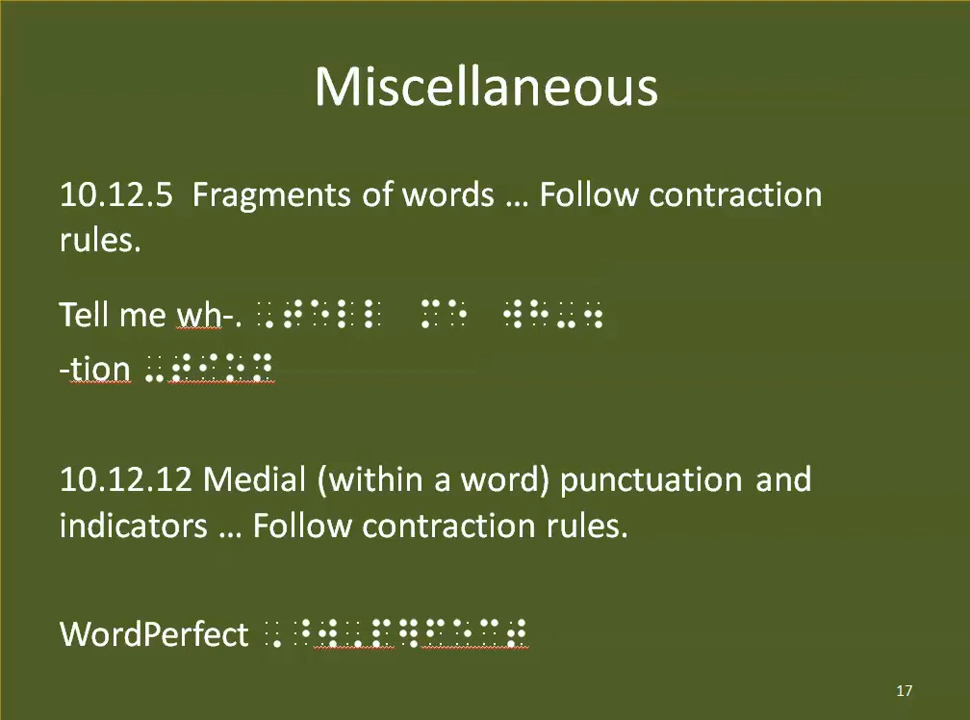 Miscellaneous
10.12.5 Fragments of words … Follow contraction
rules.
Tell me wh-. ⠠⠞⠑⠇⠇ ⠍⠑ ⠺⠓⠤⠲
-tion ⠤⠞⠊⠕⠝
10.12.12 Medial (within a word) punctuation and
indicators … Follow contraction rules.
WordPerfect ⠠⠘⠺⠠⠏⠻⠋⠑⠉⠞
17